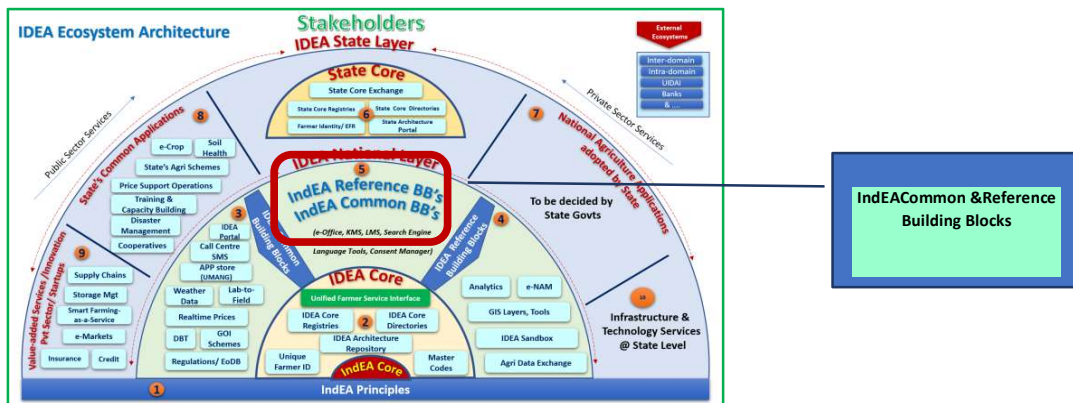 Stakeholders
IDEA Ecosystem Architecture
IDEA State Layer
External
Ecosystems
Inter-domain
Intra-domain
UIDAI
Banks
& ....
State Core
State Core Exchange
State Core Registries
State Core Directories
6
Farmer Identity/ EFR
State Architecture
Portal
Public Sector Services
Private Sector Services
8
State's Common Applications
e-Crop
Soil
Health
State's Agri Schemes
Price Support Operations
Training &
Capacity Building
Disaster
Management
Cooperatives
7
National Agriculture Applications
adopted by State
To be decided by
State Govts
IDEA National Layer
5
IndEA Reference BB's
IndEA Common BB's
(e-Office, KMS, LMS, Search Engine
Language Tools, Consent Manager)
3
IDEA Common
Building Blocks
4
IDEA Reference
Building Blocks
IDEA
Portal
Call Centre
SMS
APP store
(UMANG)
Weather
Data
Lab-to-
Field
Realtime Prices
DBT
GOI
Schemes
Regulations/ EoDB
9
Value-added Services /Innovation
Pvt Sector/ Startups
Supply Chains
Storage Mgt
Smart Farming-
as-a-Service
e-Markets
Insurance
Credit
IDEA Core
Unified Farmer Service Interface
IDEA Core
Registries
2
IDEA Core
Directories
IDEA Architecture
Repository
Unique
Farmer ID
Master
Codes
IndEA Core
Analytics
e-NAM
GIS Layers, Tools
IDEA Sandbox
Agri Data Exchange
10
Infrastructure &
Technology Services
@ State Level
1
IndEA Principles
IndEACommon &Reference
Building Blocks